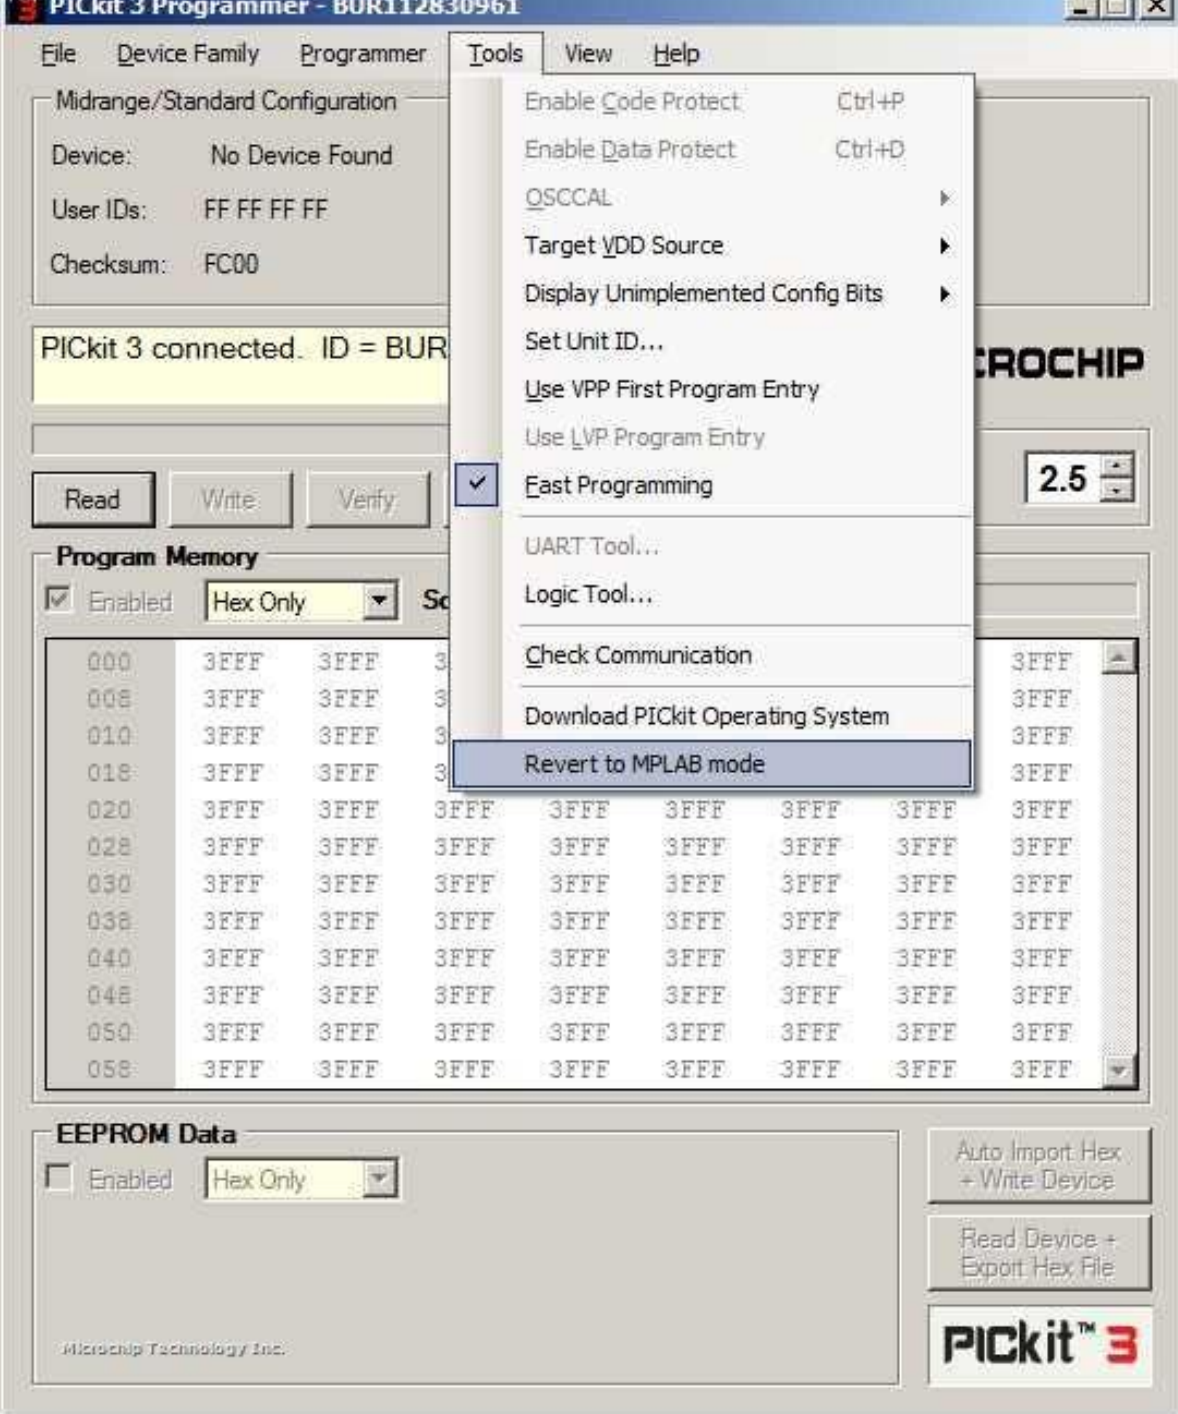 3 PICkit 3 Programmer - BUR112830961
File Device Family Programmer Tools View Help
Midrange/Standard Configuration
Device: No Device Found
User IDs: FF FF FF FF
Checksum: FC00
Enable Code Protect Ctrl+P
Enable Data Protect Ctrl+D
OSCCAL
Target VDD Source
Display Unimplemented Config Bits
Set Unit ID...
Use VPP First Program Entry
Use LVP Program Entry
Fast Programming
UART Tool...
Logic Tool...
Check Communication
Download PICkit Operating System
Revert to MPLAB mode
PICkit 3 connected. ID = BUR
ROCHIP
2.5
Read Write Verify
Program Memory
Enabled Hex Only
000 3FFF 3FFF 3 3FFF
008 3FFF 3FFF 3 3FFF
010 3FFF 3FFF 3 3FFF
018 3FFF 3FFF 3 3FFF
020 3FFF 3FFF 3FFF 3FFF 3FFF 3FFF 3FFF 3FFF
028 3FFF 3FFF 3FFF 3FFF 3FFF 3FFF 3FFF 3FFF
030 3FFF 3FFF 3FFF 3FFF 3FFF 3FFF 3FFF 3FFF
038 3FFF 3FFF 3FFF 3FFF 3FFF 3FFF 3FFF 3FFF
040 3FFF 3FFF 3FFF 3FFF 3FFF 3FFF 3FFF 3FFF
048 3FFF 3FFF 3FFF 3FFF 3FFF 3FFF 3FFF 3FFF
050 3FFF 3FFF 3FFF 3FFF 3FFF 3FFF 3FFF 3FFF
058 3FFF 3FFF 3FFF 3FFF 3FFF 3FFF 3FFF 3FFF
EEPROM Data
Enabled Hex Only
Auto Import Hex
+ Write Device
Read Device +
Export Hex File
Microchip Technology Inc.
PICkit™ 3